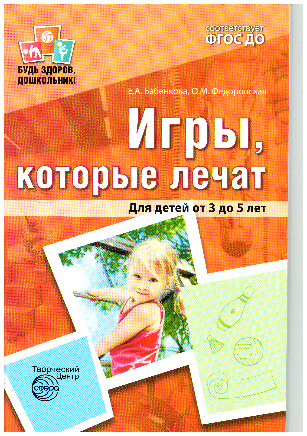 соответствует
ФГОС ДО
БУДЬ ЗДОРОВ,
ДОШКОЛЬНИК!
Е.А. Бабенкова, О.М. Федоровская
Игры,
которые лечат
Для детей от 3 до 5 лет
Творческий
Центр
сфера